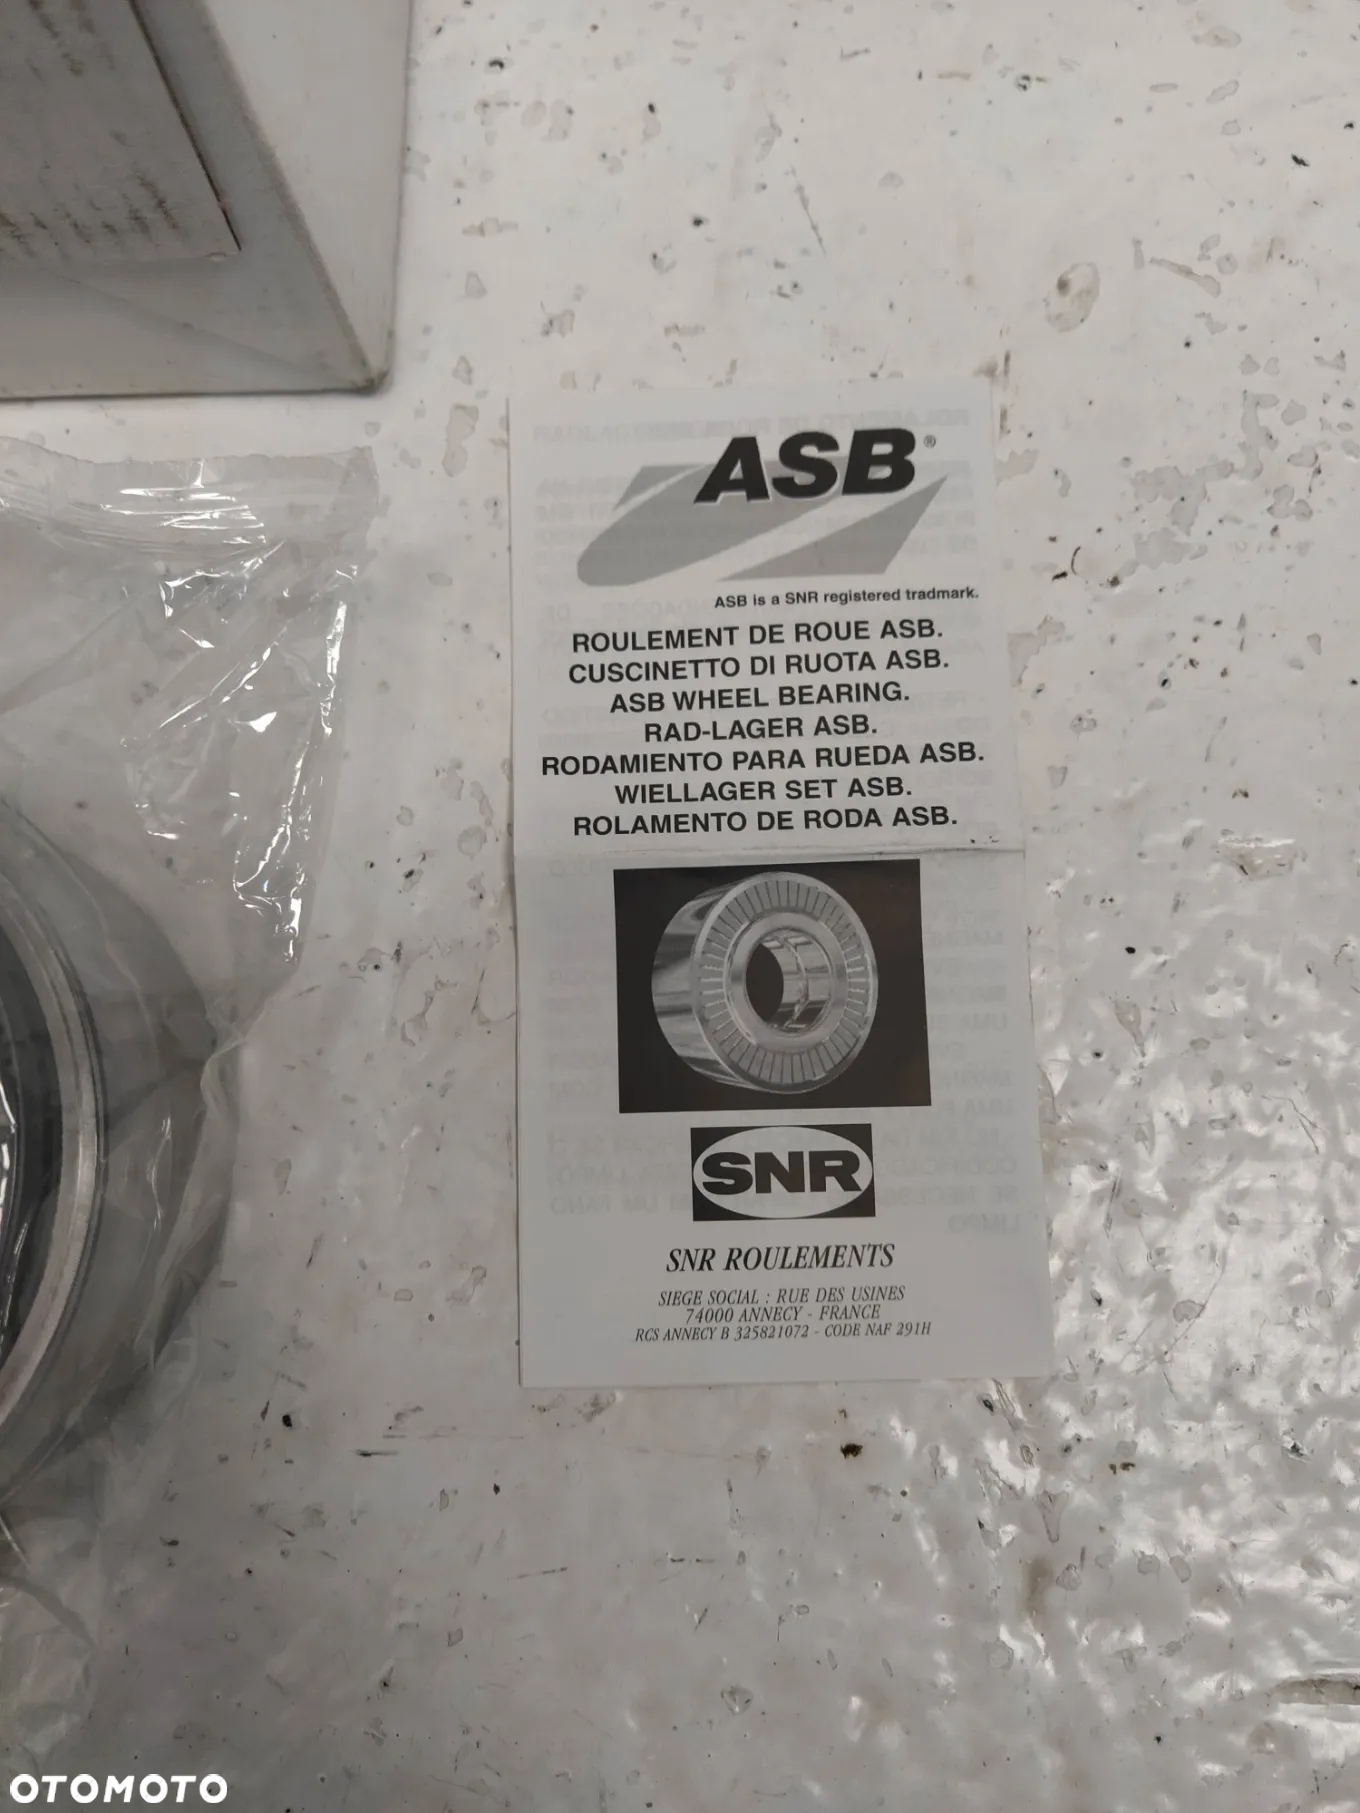 ASB®
ASB is a SNR registered tradmark.
ROULEMENT DE ROUE ASB.
CUSCINETTO DI RUOTA ASB.
ASB WHEEL BEARING.
RAD-LAGER ASB.
RODAMIENTO PARA RUEDA ASB.
WIELLAGER SET ASB.
ROLAMENTO DE RODA ASB.
SNR
SNR ROULEMENTS
SIEGE SOCIAL : RUE DES USINES
74000 ANNECY - FRANCE
RCS ANNECY B 325821072 - CODE NAF 291H
OTOMOTO